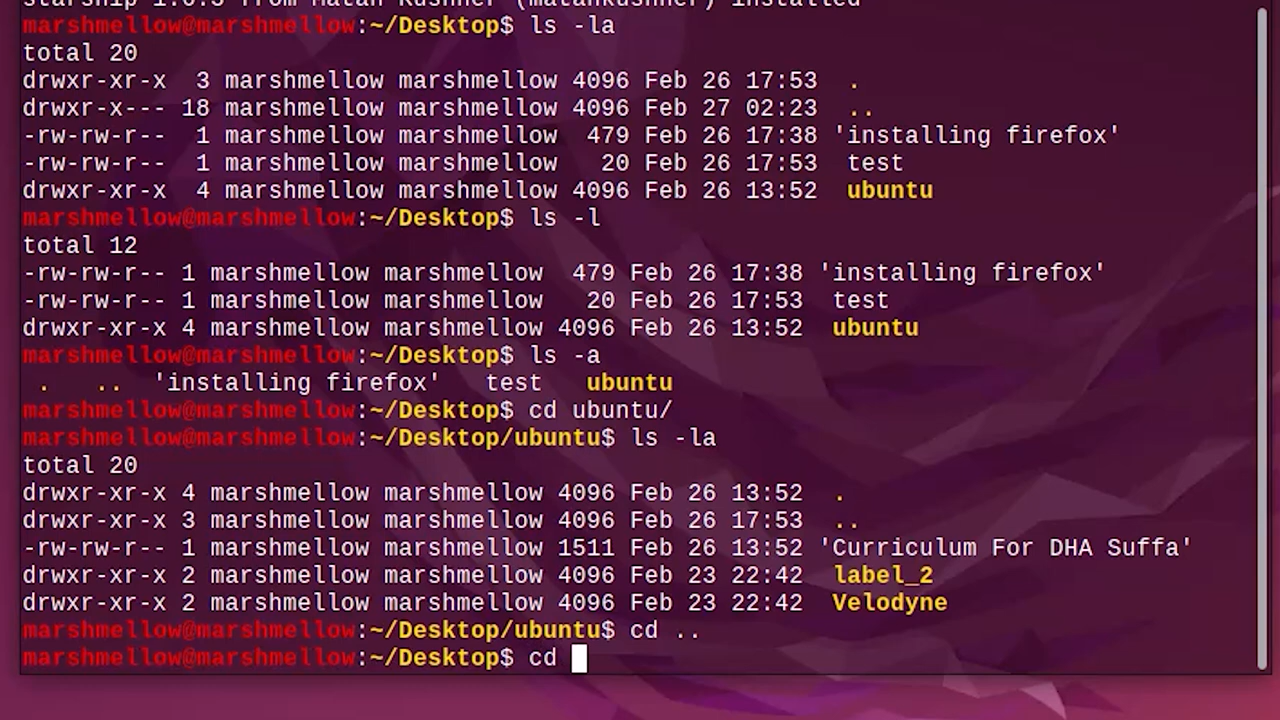 starship 1.0.3 from Matan Kushner (matankushner) installed
marshmellow@marshmellow:~/Desktop$ ls -la
total 20
drwxr-xr-x  3 marshmellow marshmellow 4096 Feb 26 17:53  .
drwxr-x--- 18 marshmellow marshmellow 4096 Feb 27 02:23  ..
-rw-rw-r--  1 marshmellow marshmellow  479 Feb 26 17:38 'installing firefox'
-rw-rw-r--  1 marshmellow marshmellow   20 Feb 26 17:53  test
drwxr-xr-x  4 marshmellow marshmellow 4096 Feb 26 13:52  ubuntu
marshmellow@marshmellow:~/Desktop$ ls -l
total 12
-rw-rw-r-- 1 marshmellow marshmellow  479 Feb 26 17:38 'installing firefox'
-rw-rw-r-- 1 marshmellow marshmellow   20 Feb 26 17:53  test
drwxr-xr-x 4 marshmellow marshmellow 4096 Feb 26 13:52  ubuntu
marshmellow@marshmellow:~/Desktop$ ls -a
 .   ..  'installing firefox'   test   ubuntu
marshmellow@marshmellow:~/Desktop$ cd ubuntu/
marshmellow@marshmellow:~/Desktop/ubuntu$ ls -la
total 20
drwxr-xr-x 4 marshmellow marshmellow 4096 Feb 26 13:52  .
drwxr-xr-x 3 marshmellow marshmellow 4096 Feb 26 17:53  ..
-rw-rw-r-- 1 marshmellow marshmellow 1511 Feb 26 13:52 'Curriculum For DHA Suffa'
drwxr-xr-x 2 marshmellow marshmellow 4096 Feb 23 22:42  label_2
drwxr-xr-x 2 marshmellow marshmellow 4096 Feb 23 22:42  Velodyne
marshmellow@marshmellow:~/Desktop/ubuntu$ cd ..
marshmellow@marshmellow:~/Desktop$ cd